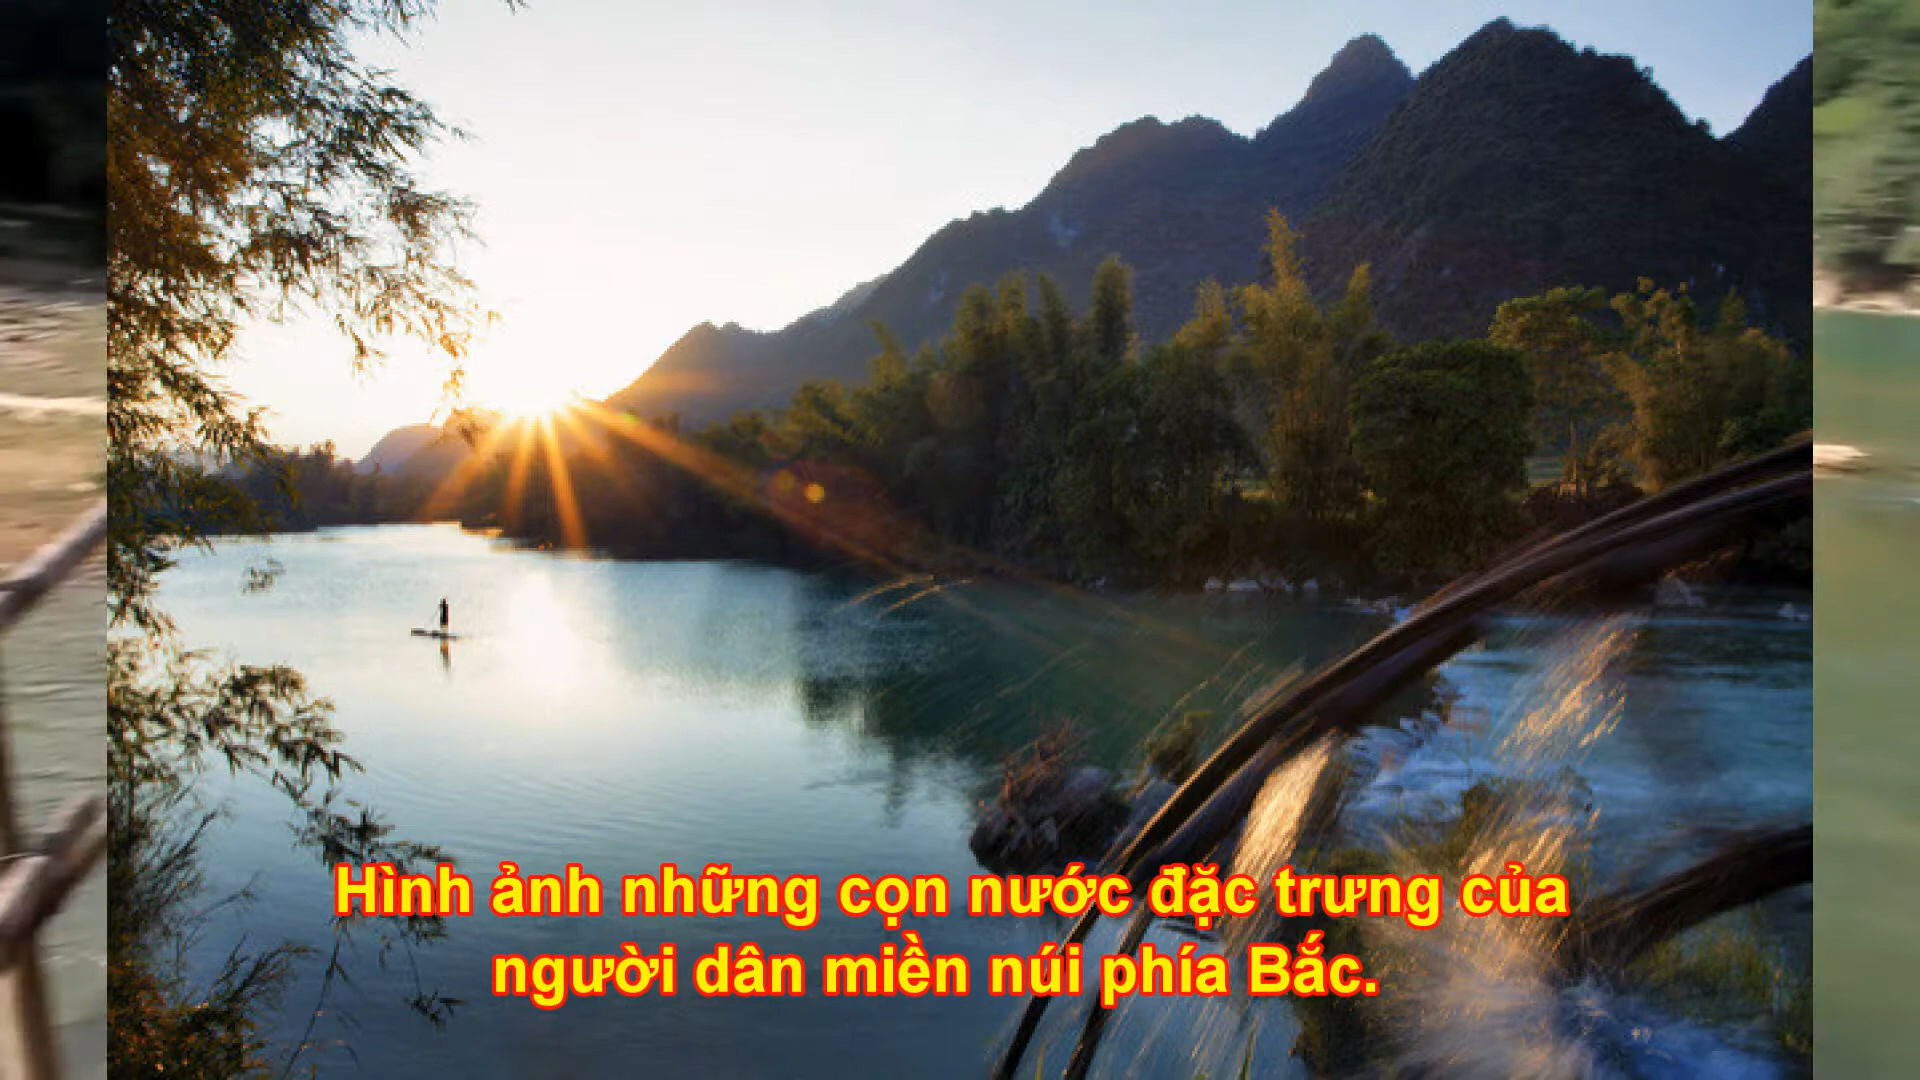 Hình ảnh những cọn nước đặc trưng của
người dân miền núi phía Bắc.